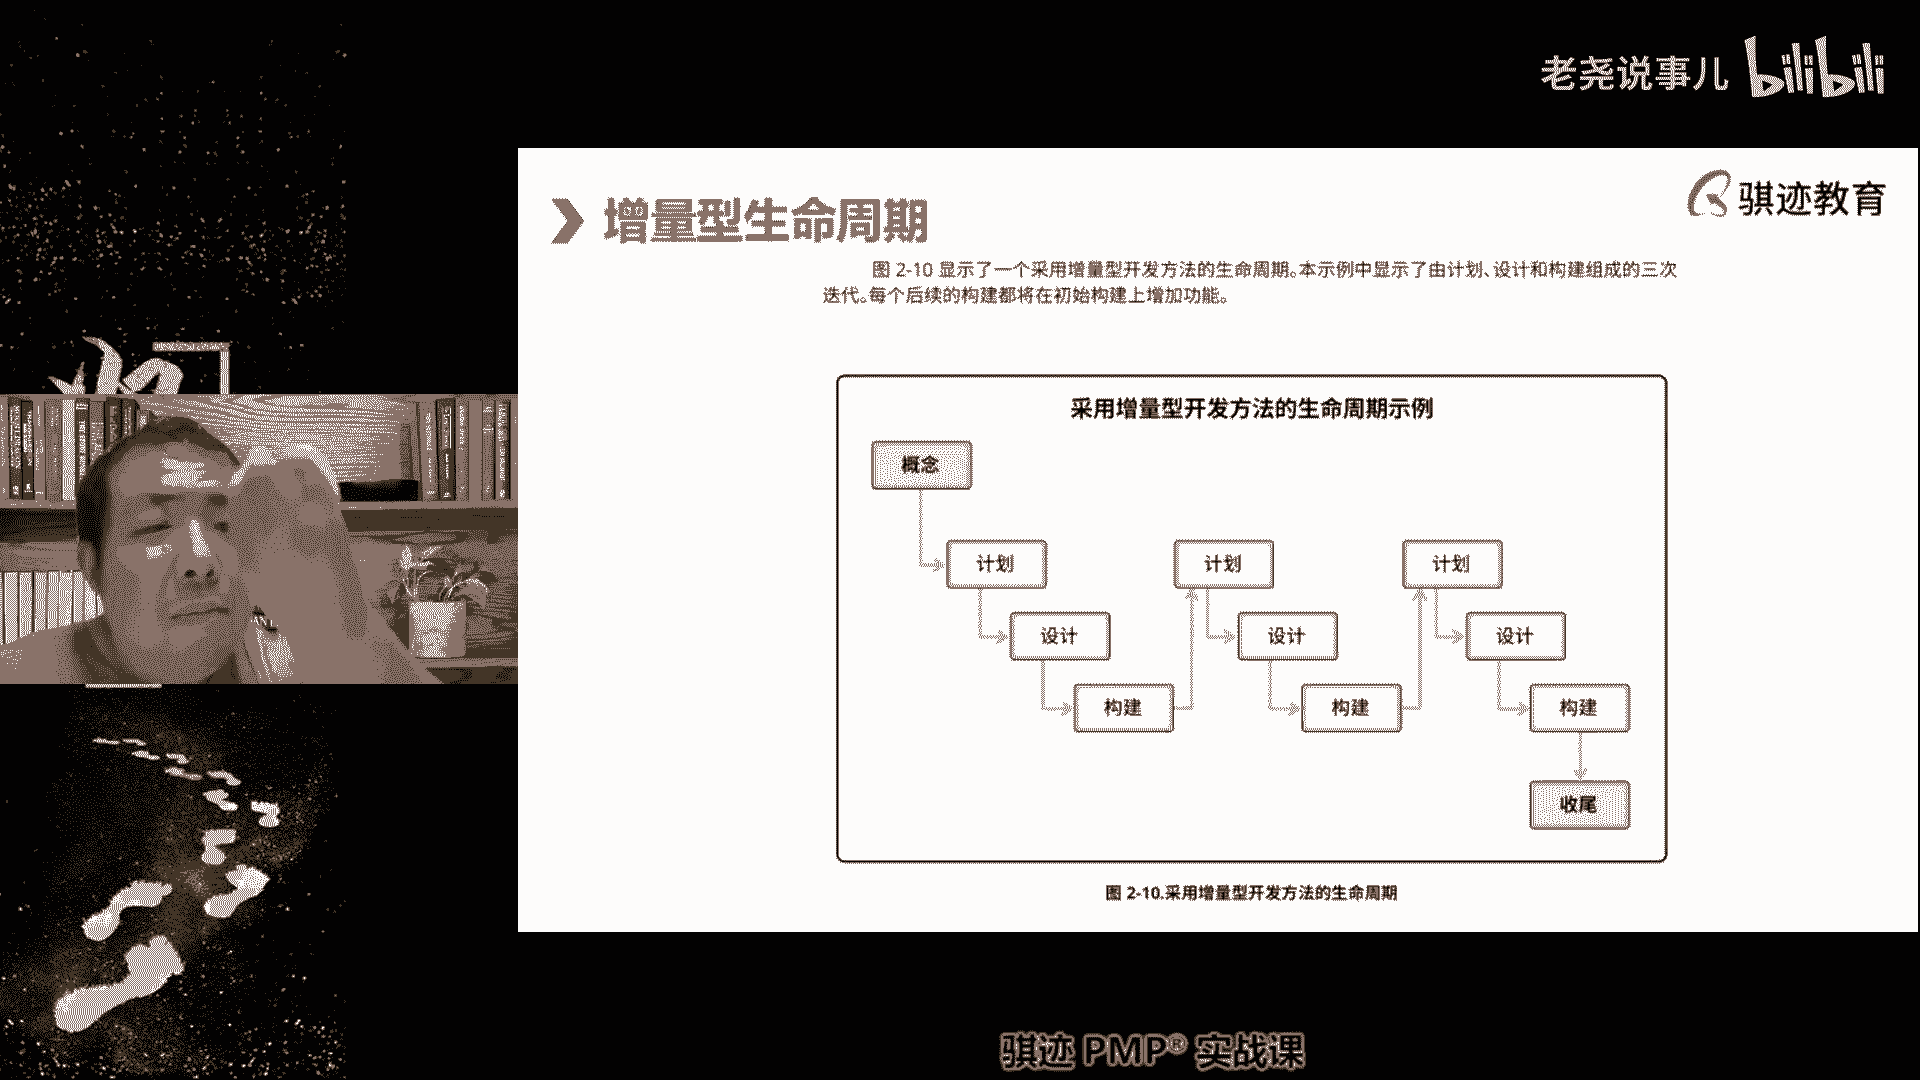 老尧说事儿 bilibili
骐迹教育
增量型生命周期
图 2-10 显示了一个采用增量型开发方法的生命周期。本示例中显示了由计划、设计和构建组成的三次
迭代。每个后续的构建都将在初始构建上增加功能。
采用增量型开发方法的生命周期示例
概念
计划
计划
计划
设计
设计
设计
构建
构建
构建
收尾
图 2-10.采用增量型开发方法的生命周期
骐迹 PMP® 实战课